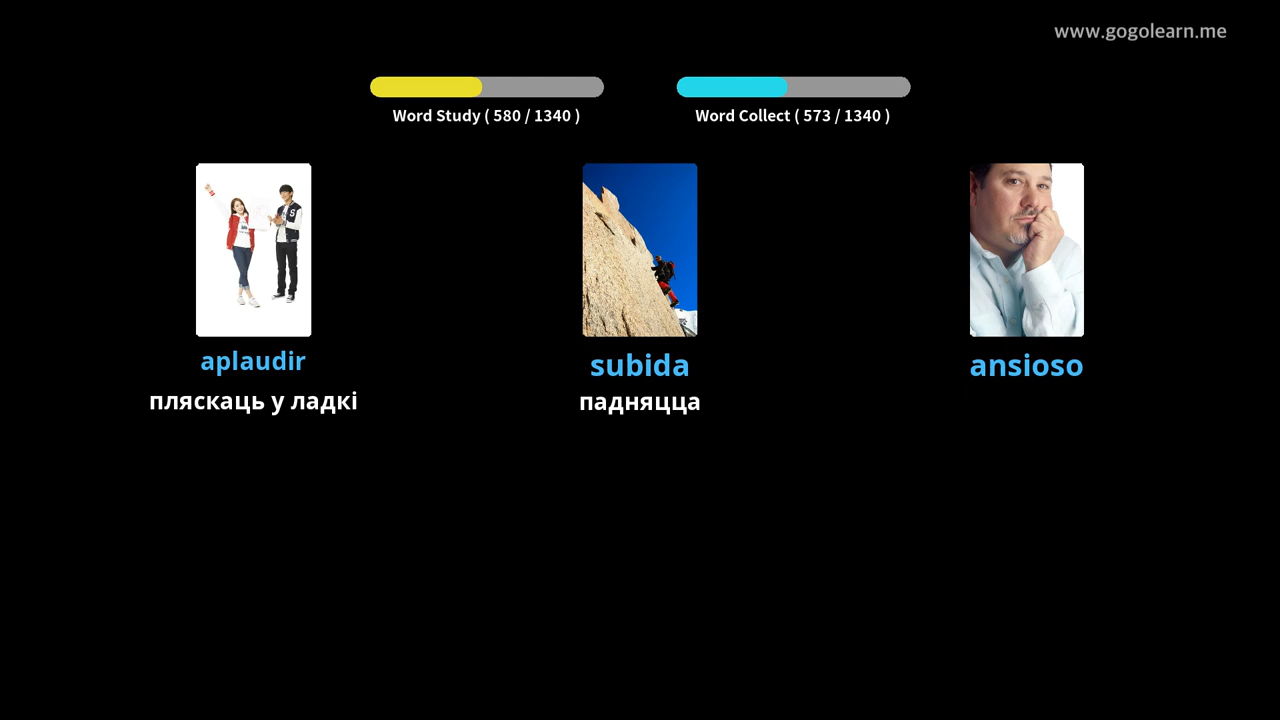 www.gogolearn.me
Word Study ( 580 / 1340 )
Word Collect ( 573 / 1340 )
aplaudir
subida
ansioso
пляскаць у ладкі
падняцца